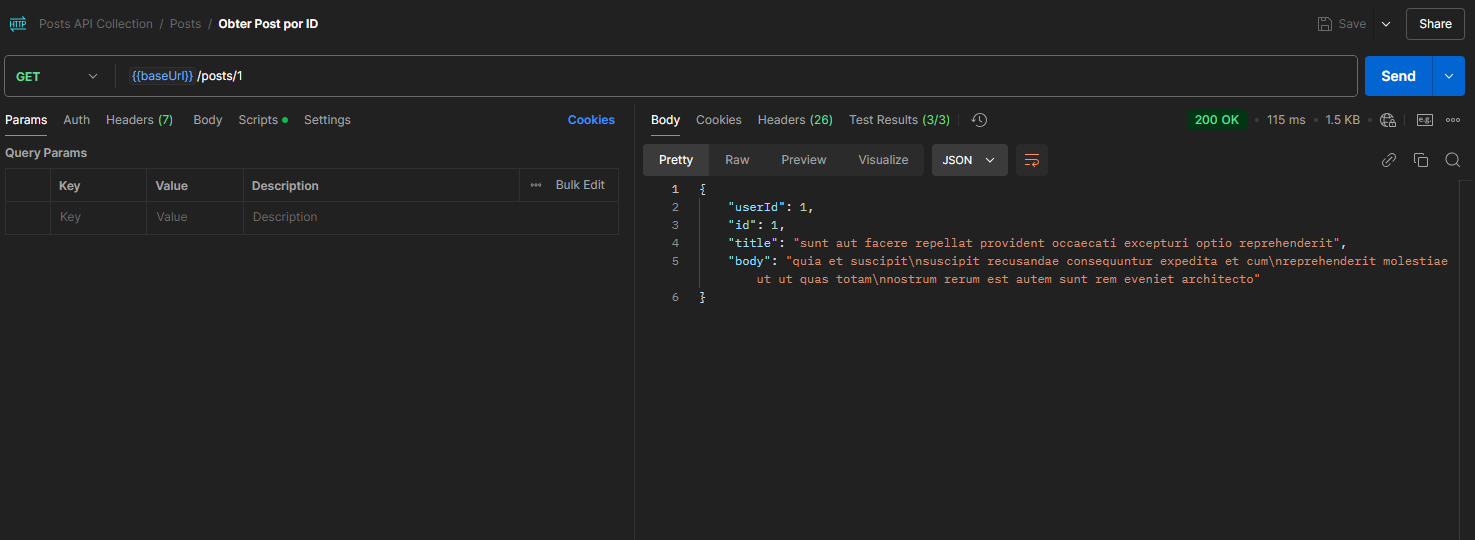 HTTP Posts API Collection / Posts / Obter Post por ID Save Share
GET {{baseUrl}} /posts/1 Send
Params Auth Headers (7) Body Scripts Settings Cookies
Query Params
Key Value Description Bulk Edit
Key Value Description
Body Cookies Headers (26) Test Results (3/3) 200 OK 115 ms 1.5 KB e.g.
Pretty Raw Preview Visualize JSON
1 {
2 "userId": 1,
3 "id": 1,
4 "title": "sunt aut facere repellat provident occaecati excepturi optio reprehenderit",
5 "body": "quia et suscipit\nsuscipit recusandae consequuntur expedita et cum\nreprehenderit molestiae
ut ut quas totam\nnostrum rerum est autem sunt rem eveniet architecto"
6 }